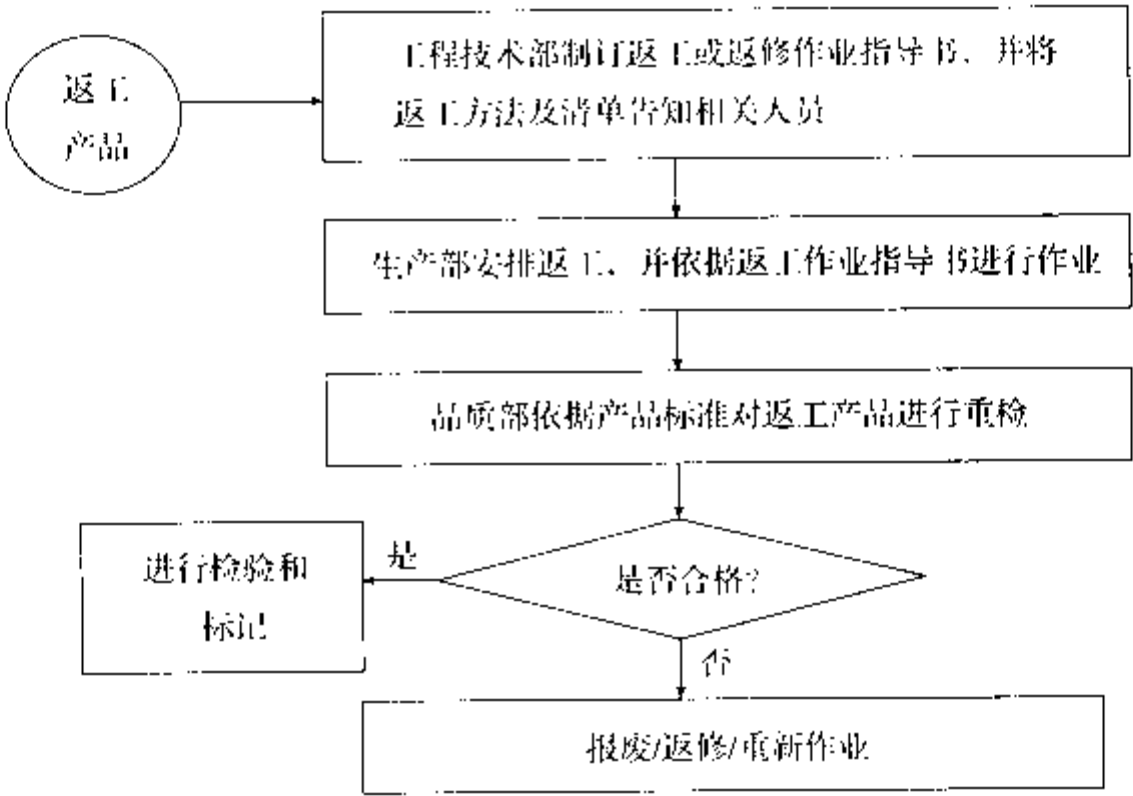 返工
产品
工程技术部制订返工或返修作业指导书、并将
返工方法及清单告知相关人员
生产部安排返工、并依据返工作业指导书进行作业
品质部依据产品标准对返工产品进行重检
是否合格?
是
进行检验和
标记
否
报废/返修/重新作业